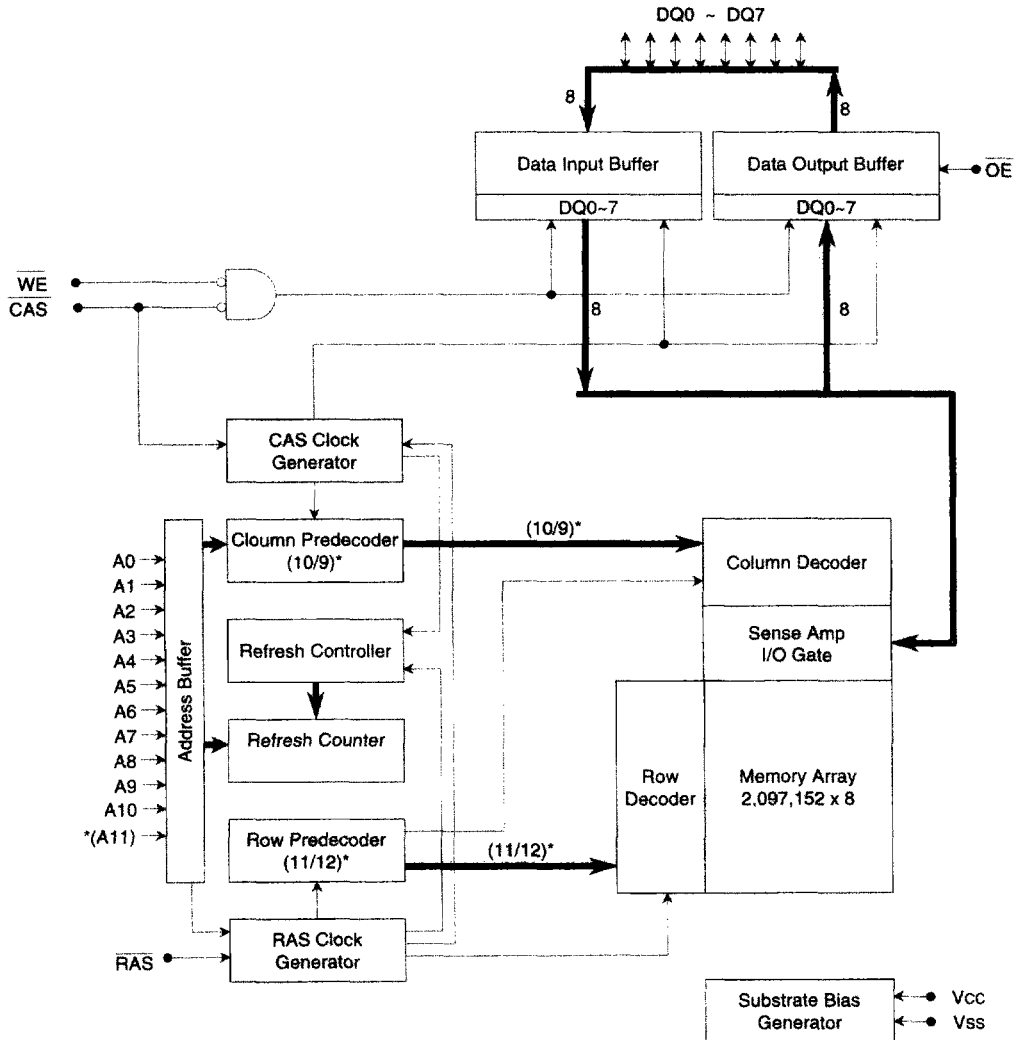 DQ0 ~ DQ7
8
8
Data Input Buffer
Data Output Buffer
OE
DQ0~7
DQ0~7
WE
CAS
8
8
CAS Clock
Generator
Cloumn Predecoder
(10/9)*
(10/9)*
Column Decoder
A0
A1
A2
A3
A4
A5
A6
A7
A8
A9
A10
*(A11)
Address Buffer
Refresh Controller
Sense Amp
I/O Gate
Refresh Counter
Row
Decoder
Memory Array
2,097,152 x 8
Row Predecoder
(11/12)*
(11/12)*
RAS
RAS Clock
Generator
Substrate Bias
Generator
Vcc
Vss